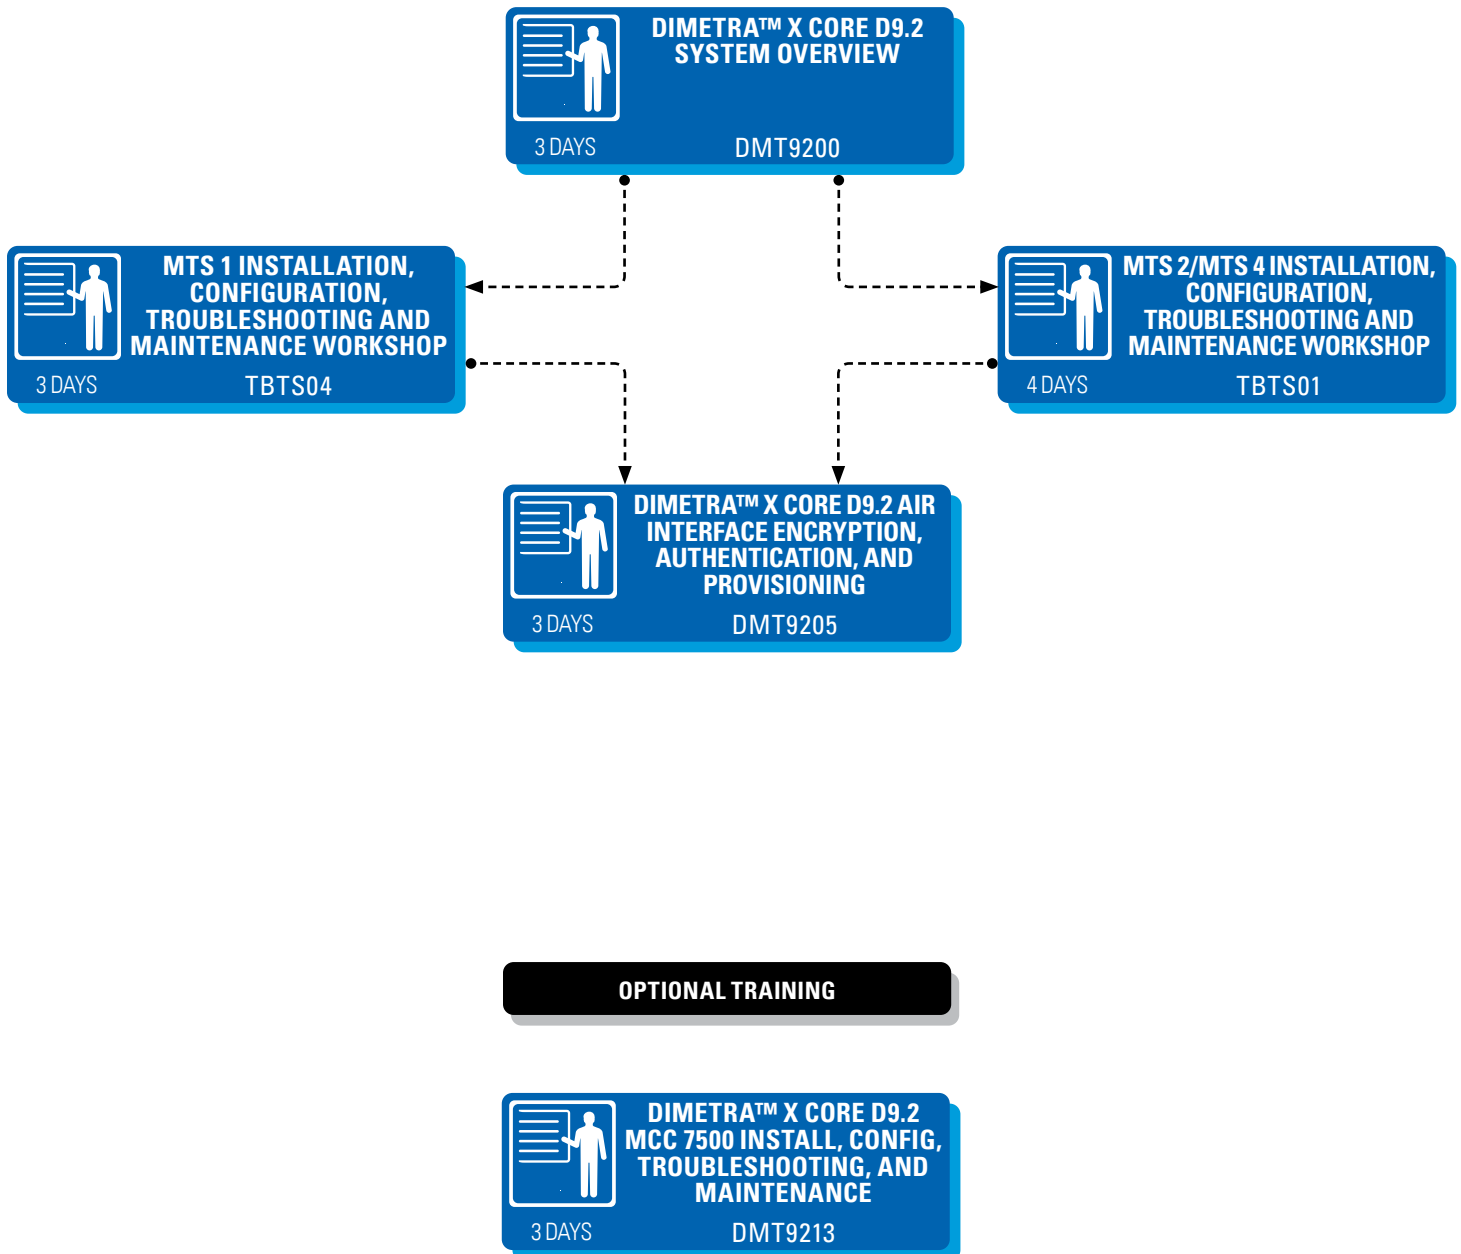 DIMETRA™ X CORE D9.2
SYSTEM OVERVIEW
3 DAYS
DMT9200
MTS 1 INSTALLATION,
CONFIGURATION,
TROUBLESHOOTING AND
MAINTENANCE WORKSHOP
3 DAYS
TBTS04
MTS 2/MTS 4 INSTALLATION,
CONFIGURATION,
TROUBLESHOOTING AND
MAINTENANCE WORKSHOP
4 DAYS
TBTS01
DIMETRA™ X CORE D9.2 AIR
INTERFACE ENCRYPTION,
AUTHENTICATION, AND
PROVISIONING
3 DAYS
DMT9205
OPTIONAL TRAINING
DIMETRA™ X CORE D9.2
MCC 7500 INSTALL, CONFIG,
TROUBLESHOOTING, AND
MAINTENANCE
3 DAYS
DMT9213